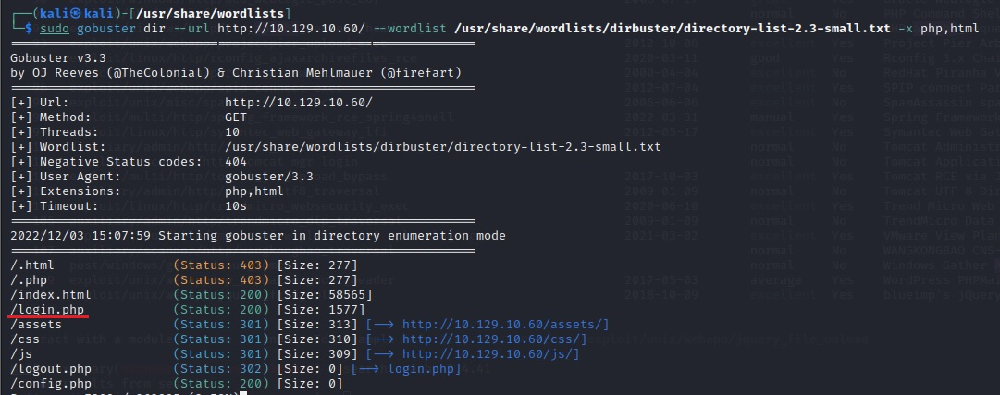 ┌──(kali㉿kali)-[/usr/share/wordlists]
└─$ sudo gobuster dir --url http://10.129.10.60/ --wordlist /usr/share/wordlists/dirbuster/directory-list-2.3-small.txt -x php,html
===============================================================
Gobuster v3.3
by OJ Reeves (@TheColonial) & Christian Mehlmauer (@firefart)
===============================================================
[+] Url: http://10.129.10.60/
[+] Method: GET
[+] Threads: 10
[+] Wordlist: /usr/share/wordlists/dirbuster/directory-list-2.3-small.txt
[+] Negative Status codes: 404
[+] User Agent: gobuster/3.3
[+] Extensions: php,html
[+] Timeout: 10s
===============================================================
2022/12/03 15:07:59 Starting gobuster in directory enumeration mode
===============================================================
/.html (Status: 403) [Size: 277]
/.php (Status: 403) [Size: 277]
/index.html (Status: 200) [Size: 58565]
/login.php (Status: 200) [Size: 1577]
/assets (Status: 301) [Size: 313] [--> http://10.129.10.60/assets/]
/css (Status: 301) [Size: 310] [--> http://10.129.10.60/css/]
/js (Status: 301) [Size: 309] [--> http://10.129.10.60/js/]
/logout.php (Status: 302) [Size: 0] [--> login.php]
/config.php (Status: 200) [Size: 0]